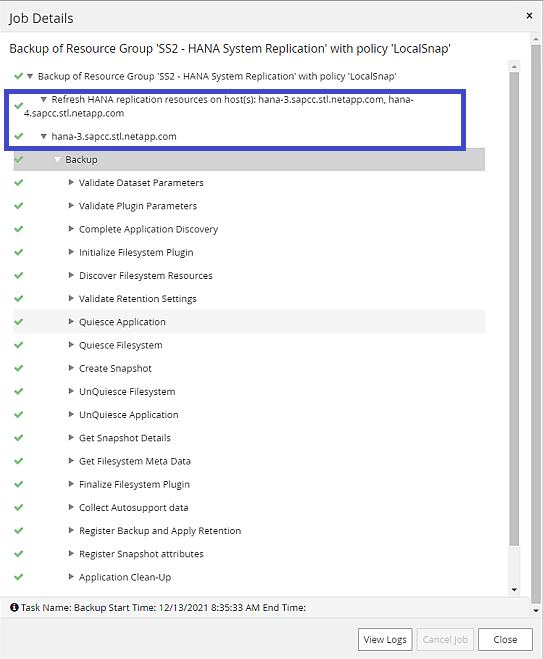 Job Details
Backup of Resource Group 'SS2 - HANA System Replication' with policy 'LocalSnap'
Backup of Resource Group 'SS2 - HANA System Replication' with policy 'LocalSnap'
Refresh HANA replication resources on host(s): hana-3.sapcc.stl.netapp.com, hana-
4.sapcc.stl.netapp.com
hana-3.sapcc.stl.netapp.com
Backup
Validate Dataset Parameters
Validate Plugin Parameters
Complete Application Discovery
Initialize Filesystem Plugin
Discover Filesystem Resources
Validate Retention Settings
Quiesce Application
Quiesce Filesystem
Create Snapshot
UnQuiesce Filesystem
UnQuiesce Application
Get Snapshot Details
Get Filesystem Meta Data
Finalize Filesystem Plugin
Collect Autosupport data
Register Backup and Apply Retention
Register Snapshot attributes
Application Clean-Up
Task Name: Backup Start Time: 12/13/2021 8:35:33 AM End Time:
View Logs Cancel Job Close